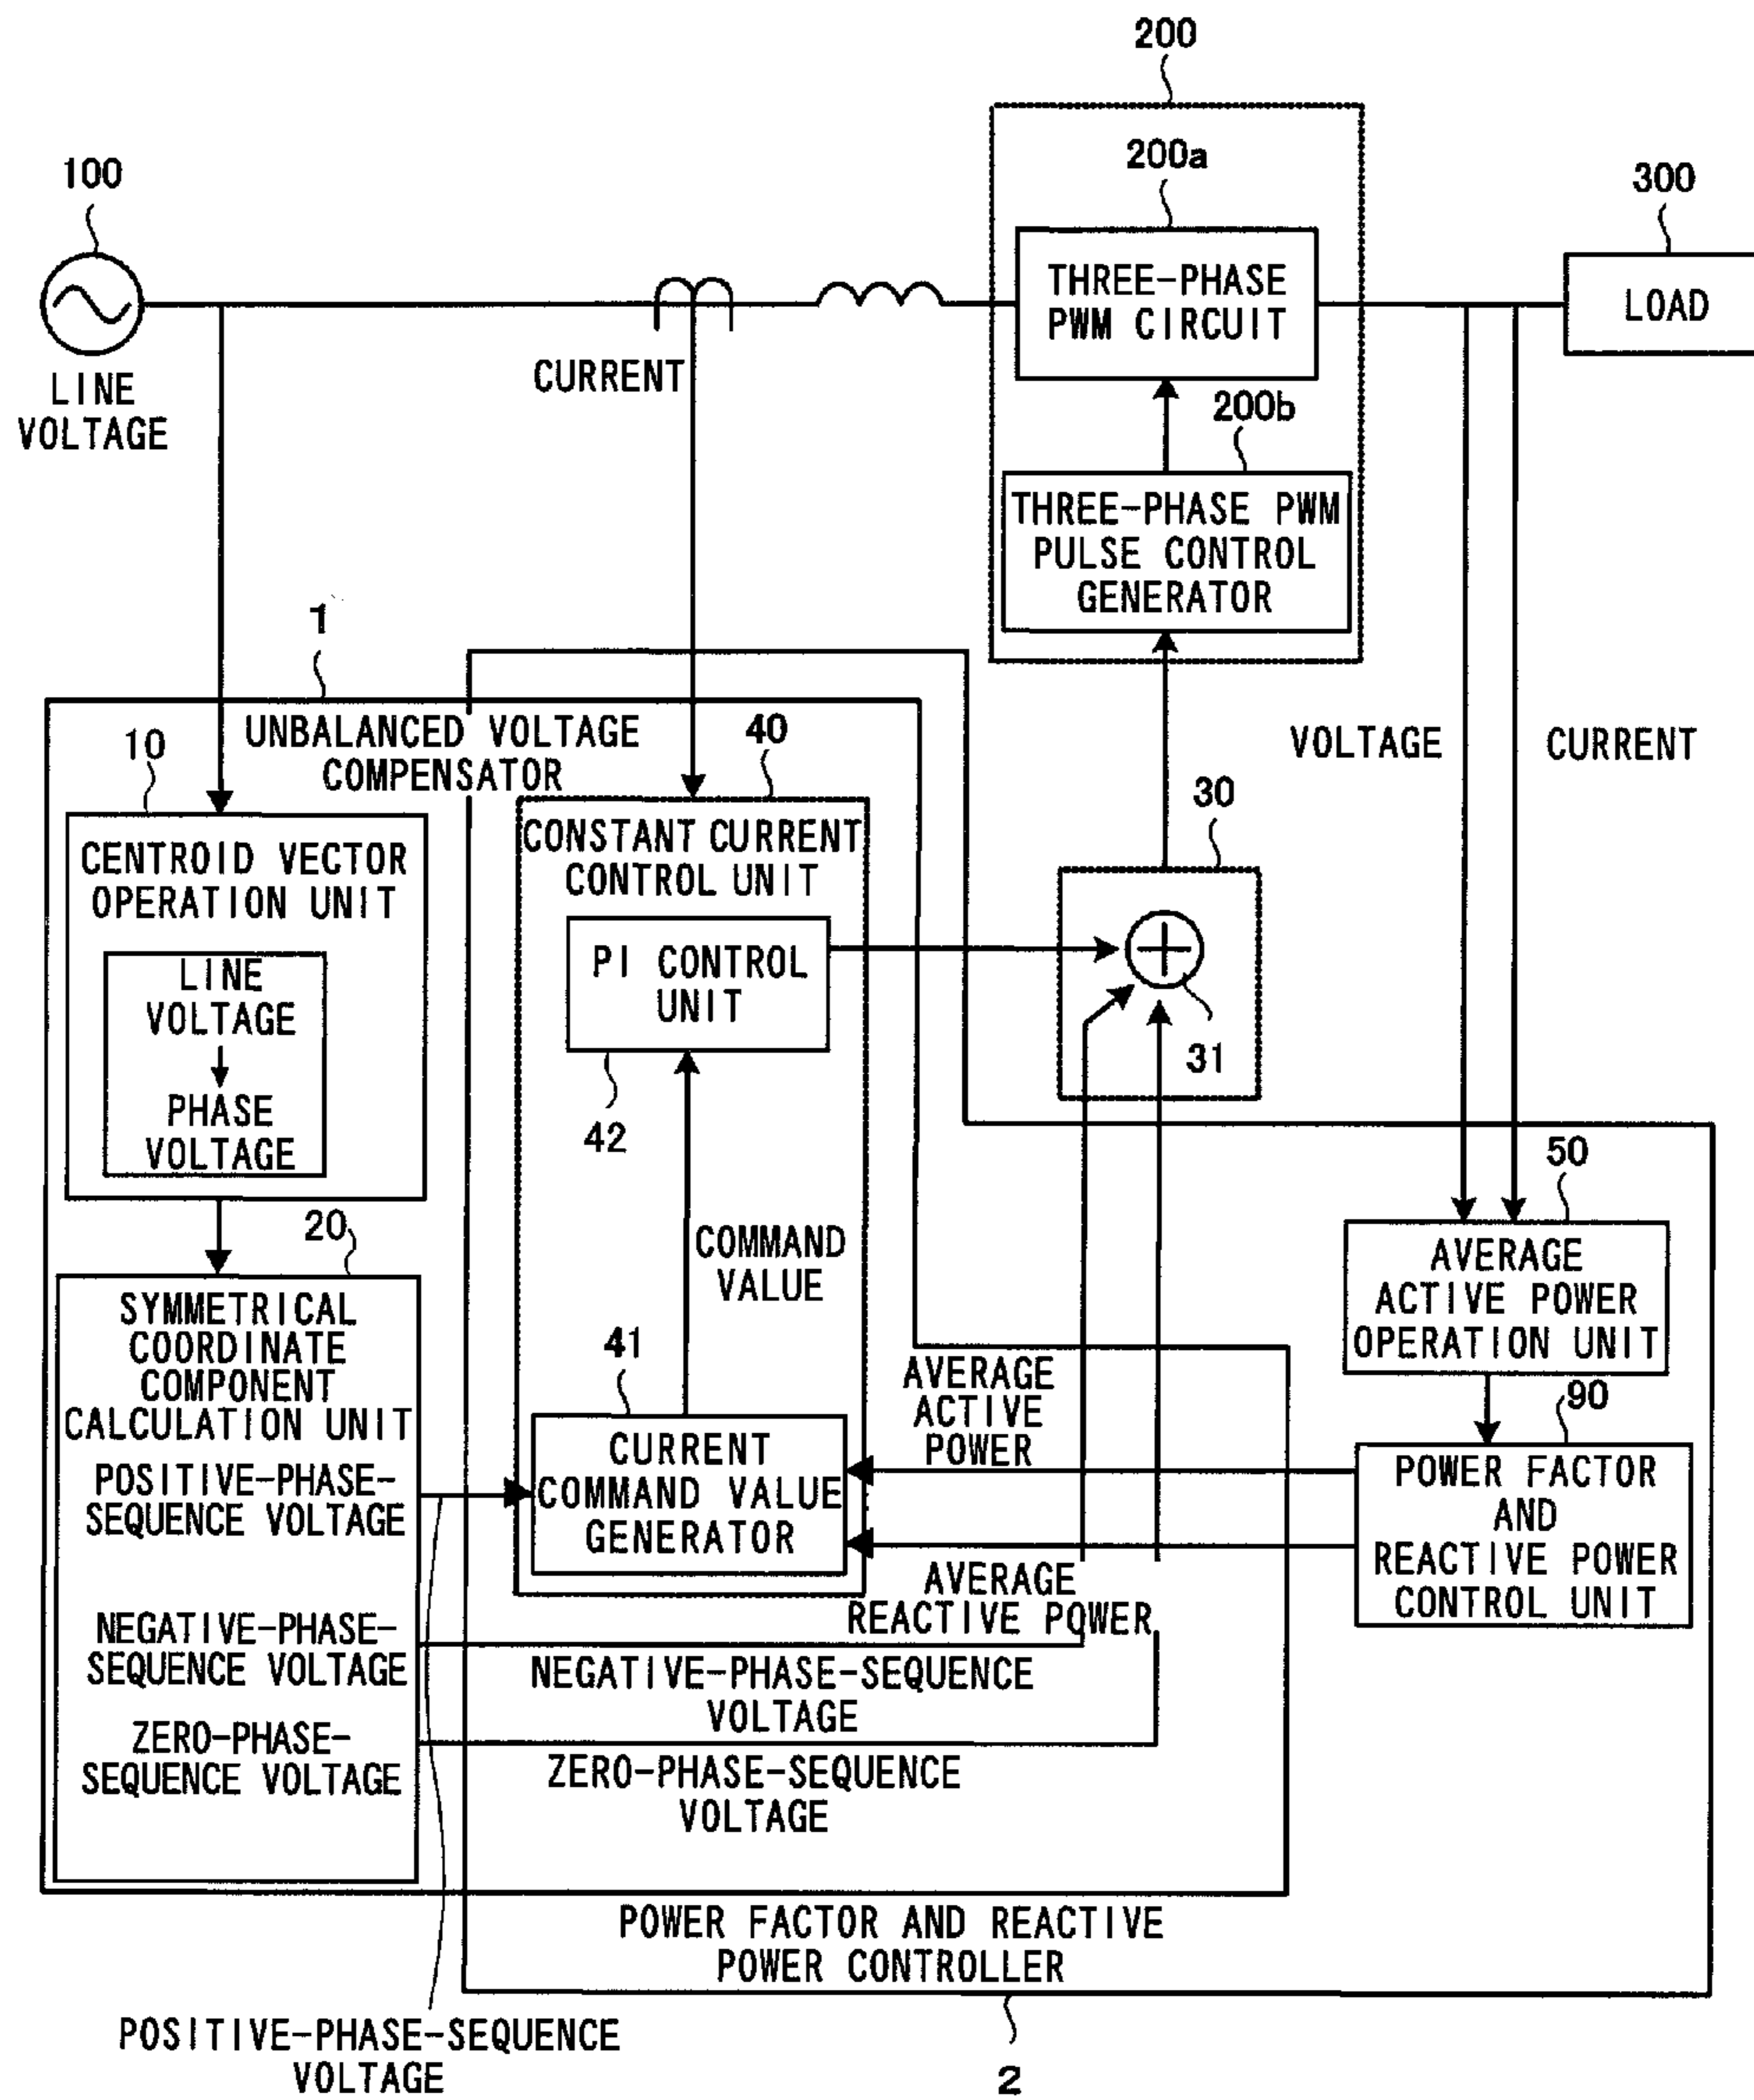 200
200a
100
300
THREE-PHASE
PWM CIRCUIT
LOAD
CURRENT
LINE
VOLTAGE
200b
THREE-PHASE PWM
PULSE CONTROL
GENERATOR
1
UNBALANCED VOLTAGE
COMPENSATOR
10
40
VOLTAGE
CURRENT
30
CENTROID VECTOR
OPERATION UNIT
CONSTANT CURRENT
CONTROL UNIT
LINE
VOLTAGE
PHASE
VOLTAGE
PI CONTROL
UNIT
31
42
50
20
COMMAND
VALUE
AVERAGE
ACTIVE POWER
OPERATION UNIT
SYMMETRICAL
COORDINATE
COMPONENT
CALCULATION UNIT
41
AVERAGE
ACTIVE
POWER
90
POSITIVE-PHASE-
SEQUENCE VOLTAGE
CURRENT
COMMAND VALUE
GENERATOR
POWER FACTOR
AND
REACTIVE POWER
CONTROL UNIT
AVERAGE
REACTIVE POWER
NEGATIVE-PHASE-
SEQUENCE VOLTAGE
NEGATIVE-PHASE-SEQUENCE
VOLTAGE
ZERO-PHASE-
SEQUENCE VOLTAGE
ZERO-PHASE-SEQUENCE
VOLTAGE
POWER FACTOR AND REACTIVE
POWER CONTROLLER
POSITIVE-PHASE-SEQUENCE
VOLTAGE
2